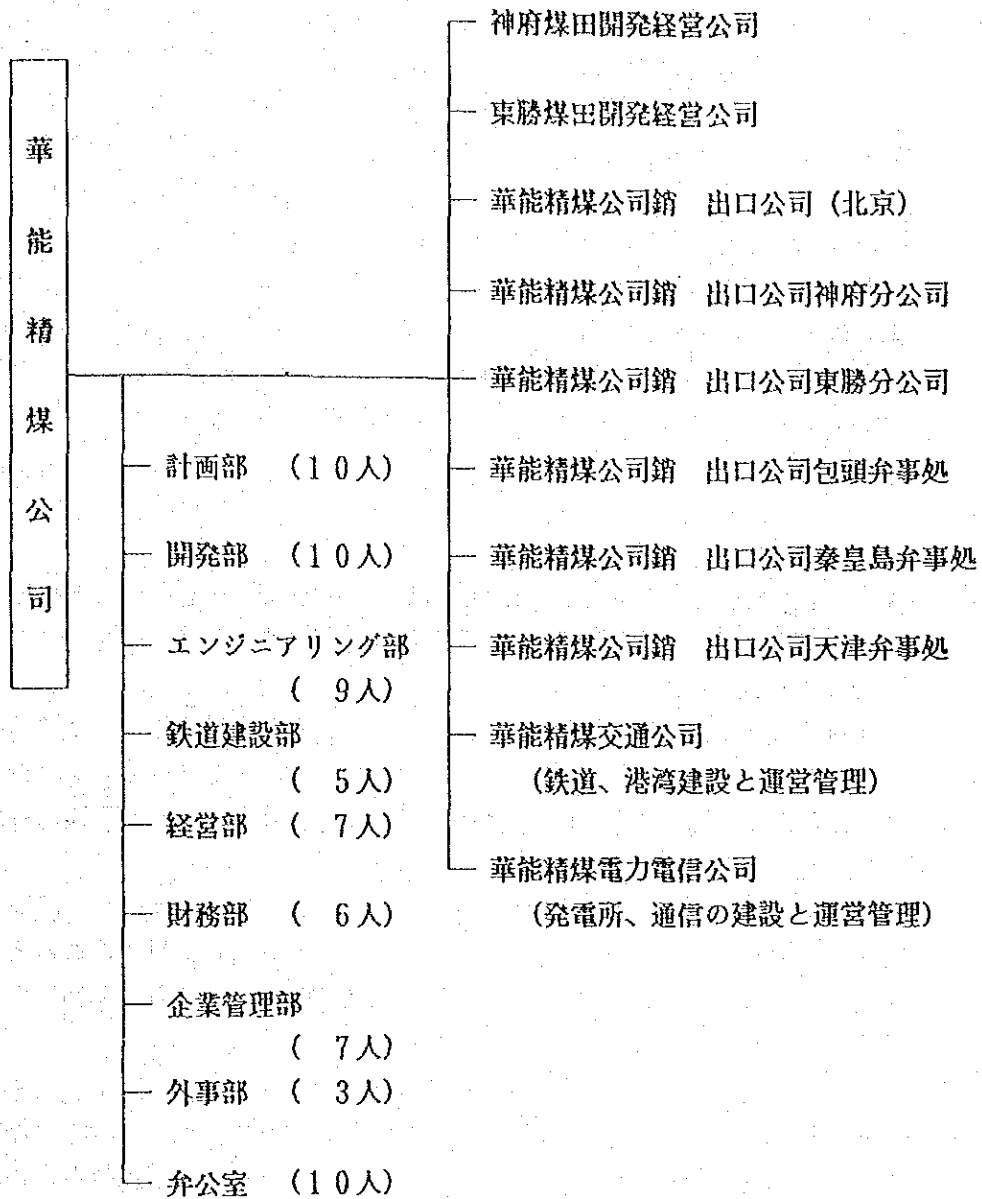 華能精煤公司
計画部 (10人)
開発部 (10人)
エンジニアリング部
( 9人)
鉄道建設部
( 5人)
経営部 ( 7人)
財務部 ( 6人)
企業管理部
( 7人)
外事部 ( 3人)
弁公室 (10人)
神府煤田開発経営公司
東勝煤田開発経営公司
華能精煤公司銷 出口公司(北京)
華能精煤公司銷 出口公司神府分公司
華能精煤公司銷 出口公司東勝分公司
華能精煤公司銷 出口公司包頭弁事処
華能精煤公司銷 出口公司秦皇島弁事処
華能精煤公司銷 出口公司天津弁事処
華能精煤交通公司
(鉄道、港湾建設と運営管理)
華能精煤電力電信公司
(発電所、通信の建設と運営管理)